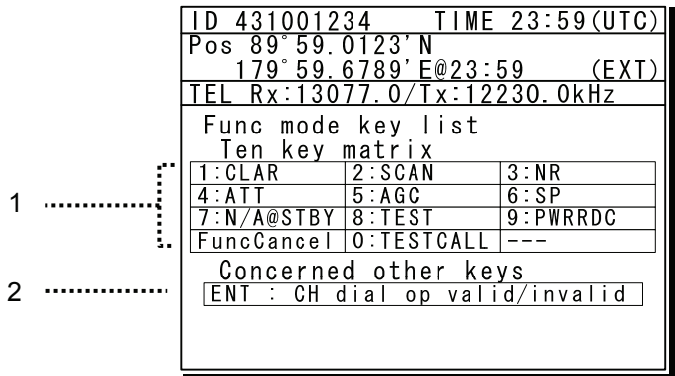 ID 431001234 TIME 23:59(UTC)
Pos 89°59.0123'N
179°59.6789'E@23:59 (EXT)
TEL Rx:13077.0/Tx:12230.0kHz
Func mode key list
Ten key matrix
1:CLAR 2:SCAN 3:NR
4:ATT 5:AGC 6:SP
7:N/A@STBY 8:TEST 9:PWRRDC
FuncCancel 0:TESTCALL ---
Concerned other keys
ENT : CH dial op valid/invalid
1
2